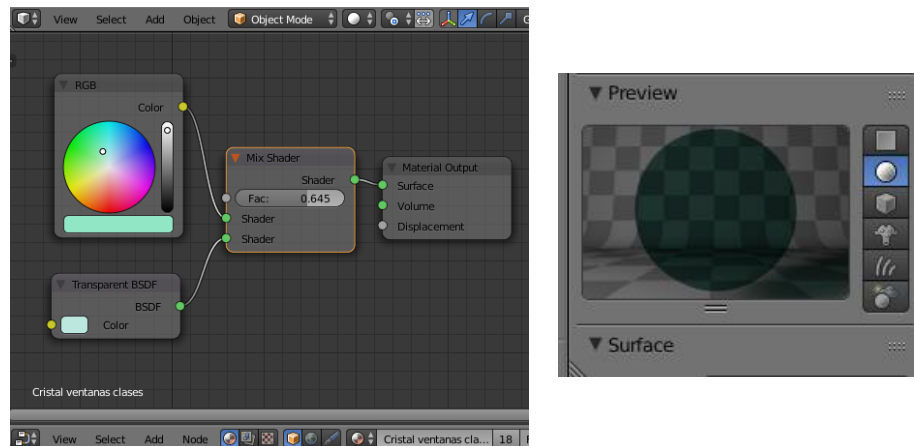 View Select Add Object Object Mode
RGB
Color
Mix Shader
Shader
Fac: 0.645
Shader
Shader
Material Output
Surface
Volume
Displacement
Transparent BSDF
BSDF
Color
Cristal ventanas clases
View Select Add Node Cristal ventanas cla... 18
Preview
Surface